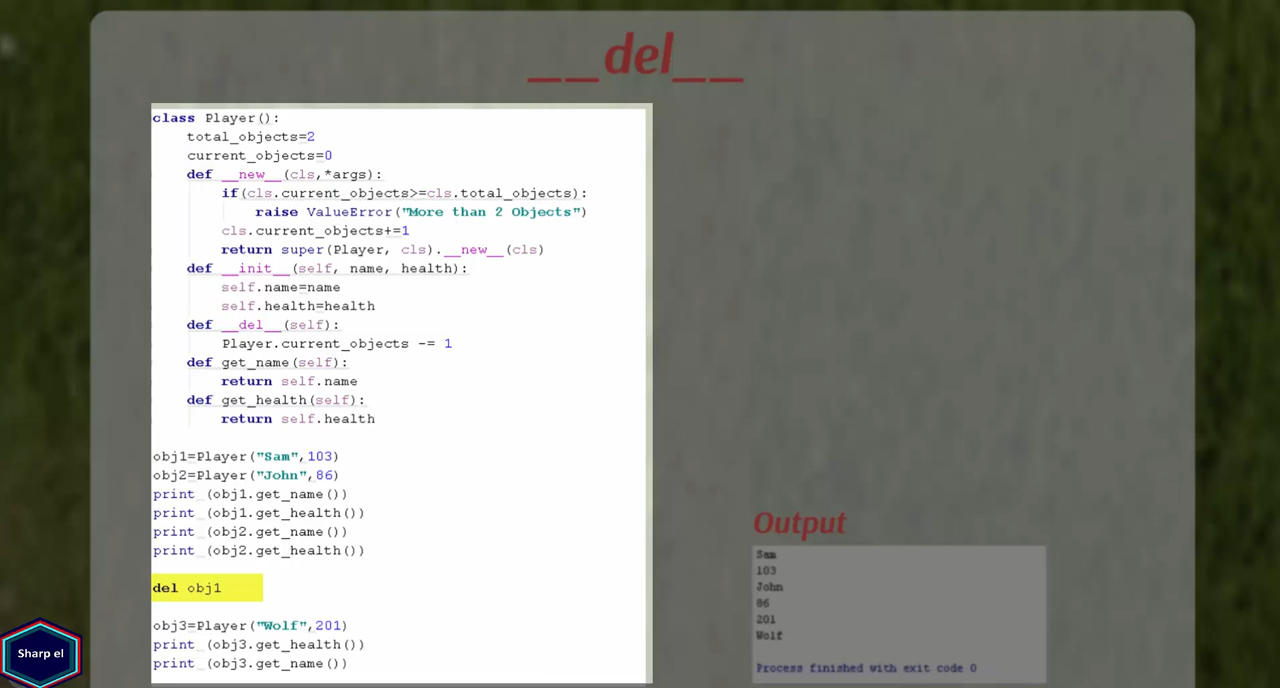 __del__
class Player():
total_objects=2
current_objects=0
def __new__(cls,*args):
if(cls.current_objects>=cls.total_objects):
raise ValueError("More than 2 Objects")
cls.current_objects+=1
return super(Player, cls).__new__(cls)
def __init__(self, name, health):
self.name=name
self.health=health
def __del__(self):
Player.current_objects -= 1
def get_name(self):
return self.name
def get_health(self):
return self.health
obj1=Player("Sam",103)
obj2=Player("John",86)
print (obj1.get_name())
print (obj1.get_health())
print (obj2.get_name())
print (obj2.get_health())
del obj1
obj3=Player("Wolf",201)
print (obj3.get_health())
print (obj3.get_name())
Output
Sam
103
John
86
201
Wolf
Process finished with exit code 0
Sharp el